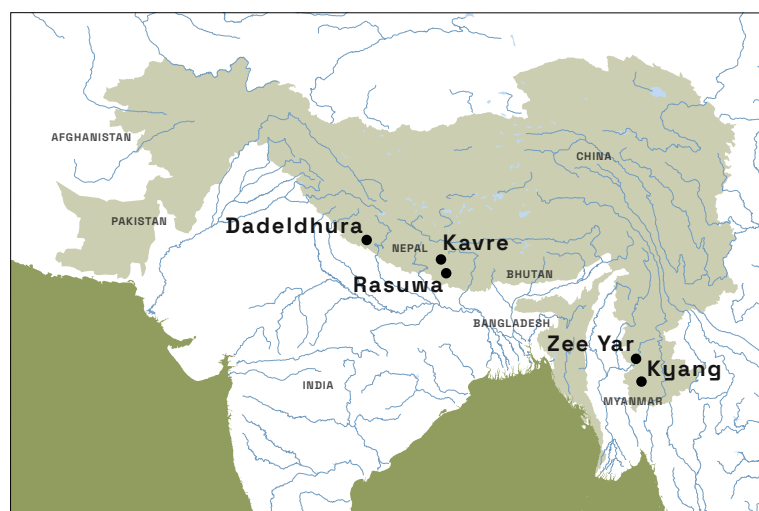 AFGHANISTAN
CHINA
PAKISTAN
Dadeldhura
NEPAL
Kavre
BHUTAN
Rasuwa
BANGLADESH
Zee Yar
Kyang
INDIA
MYANMAR